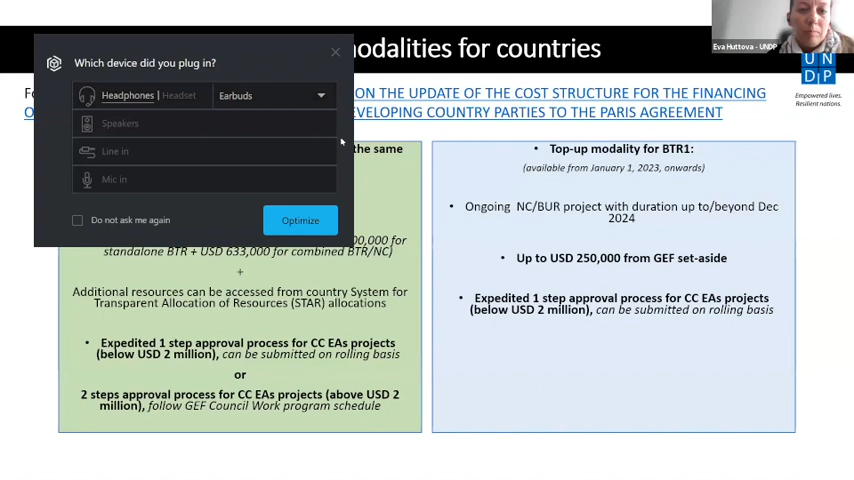 Eva Huttova - UNDP
modalities for countries
Which device did you plug in?
Headphones | Headset
Earbuds
Speakers
Line in
Mic in
Do not ask me again
Optimize
ON THE UPDATE OF THE COST STRUCTURE FOR THE FINANCING
DEVELOPING COUNTRY PARTIES TO THE PARIS AGREEMENT
UN
DP
Empowered lives.
Resilient nations.
the same
00,000 for
standalone BTR + USD 633,000 for combined BTR/NC)
+
Additional resources can be accessed from country System for
Transparent Allocation of Resources (STAR) allocations
• Expedited 1 step approval process for CC EAs projects
(below USD 2 million), can be submitted on rolling basis
or
2 steps approval process for CC EAs projects (above USD 2
million), follow GEF Council Work program schedule
• Top-up modality for BTR1:
(available from January 1, 2023, onwards)
• Ongoing NC/BUR project with duration up to/beyond Dec
2024
• Up to USD 250,000 from GEF set-aside
• Expedited 1 step approval process for CC EAs projects
(below USD 2 million), can be submitted on rolling basis